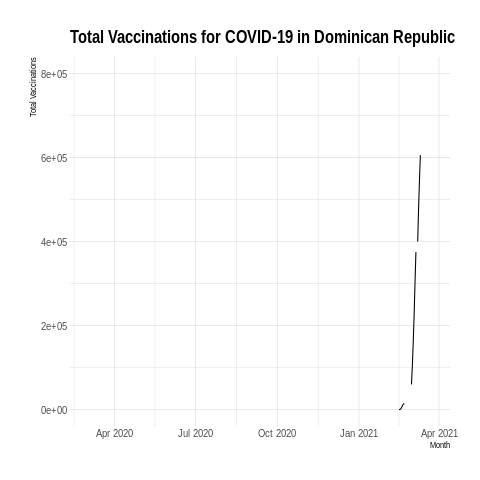 Total Vaccinations for COVID-19 in Dominican Republic
Total Vaccinations
8e+05
6e+05
4e+05
2e+05
0e+00
Apr 2020
Jul 2020
Oct 2020
Jan 2021
Apr 2021
Month